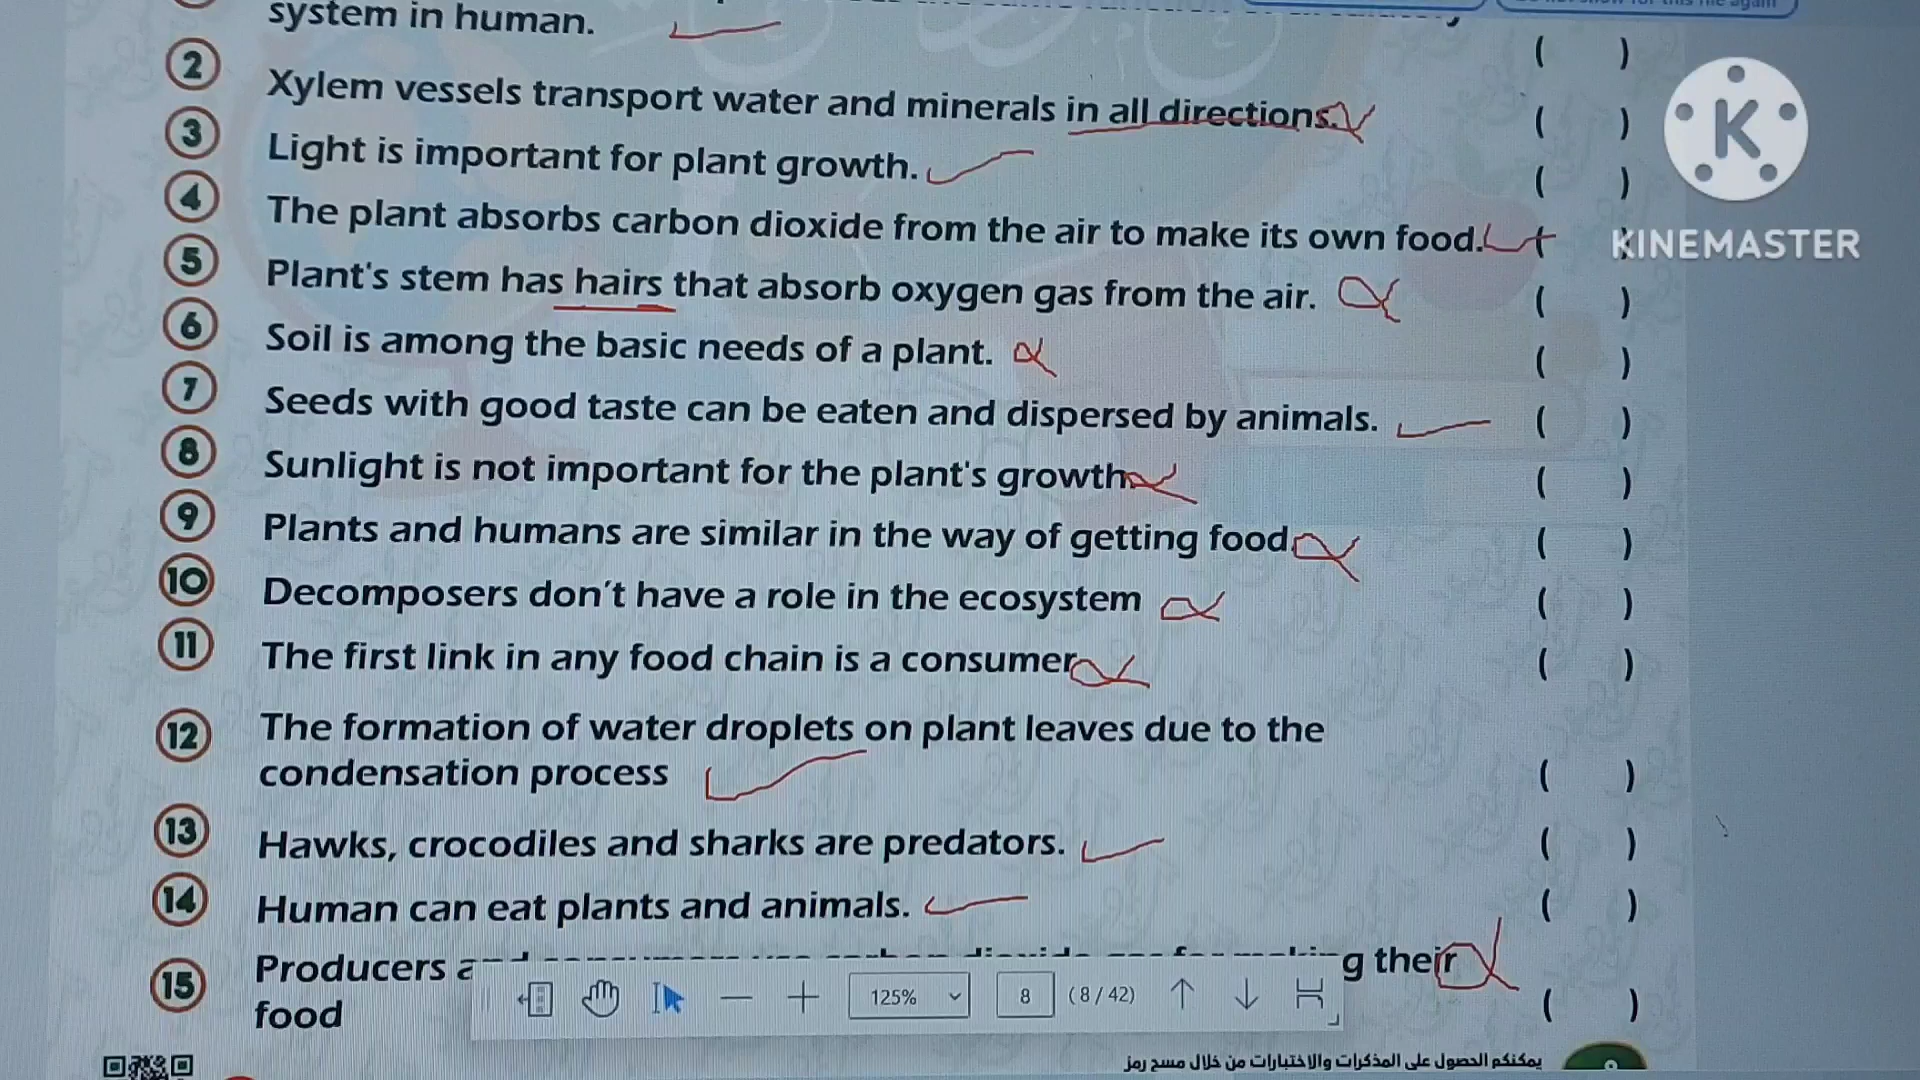 system in human.
( )
2 Xylem vessels transport water and minerals in all directions. ( )
3 Light is important for plant growth. ( )
4 The plant absorbs carbon dioxide from the air to make its own food. (
5 Plant's stem has hairs that absorb oxygen gas from the air. ( )
6 Soil is among the basic needs of a plant. ( )
7 Seeds with good taste can be eaten and dispersed by animals. ( )
8 Sunlight is not important for the plant's growth. ( )
9 Plants and humans are similar in the way of getting food. ( )
10 Decomposers don't have a role in the ecosystem ( )
11 The first link in any food chain is a consumer ( )
12 The formation of water droplets on plant leaves due to the
condensation process ( )
13 Hawks, crocodiles and sharks are predators. ( )
14 Human can eat plants and animals. ( )
15 Producers g their
food ( )
K
KINEMASTER
125% 8 (8/42)
يمكنكم الحصول على المذكرات والاختبارات من خلال مسح رمز